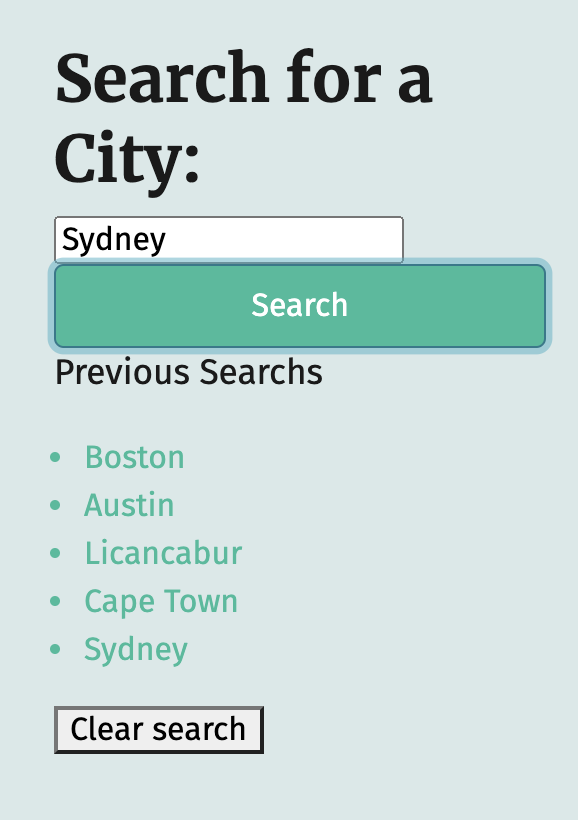 Search for a
City:
Sydney
Search
Previous Searchs
Boston
Austin
Licancabur
Cape Town
Sydney
Clear search